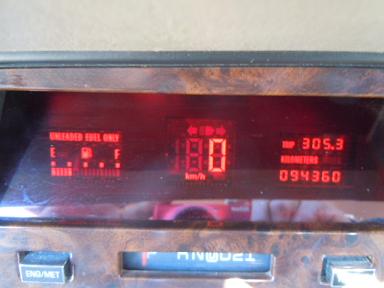 UNLEADED FUEL ONLY
E F
0
km/h
TRIP 305.3
KILOMETERS
094360
ENG/MET